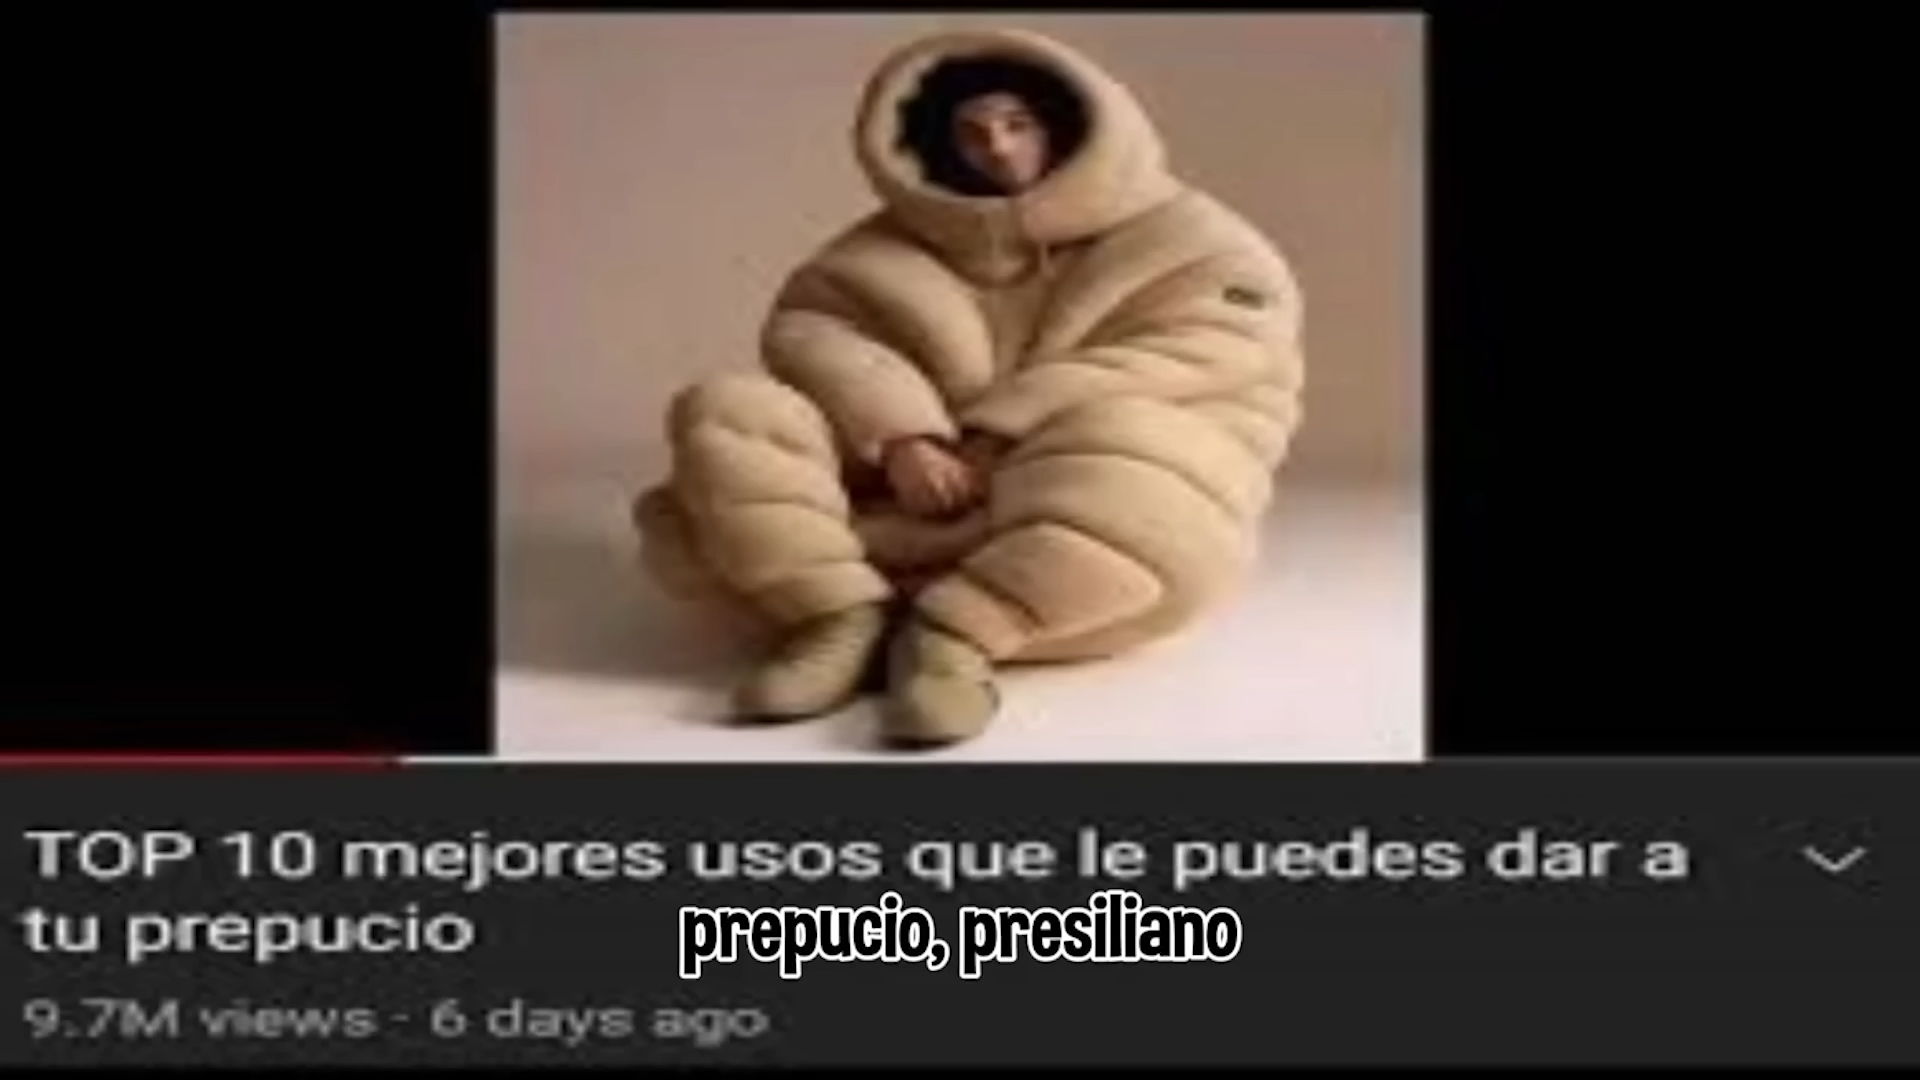 TOP 10 mejores usos que le puedes dar a
tu prepucio
prepucio, presiliano
9.7M views · 6 days ago